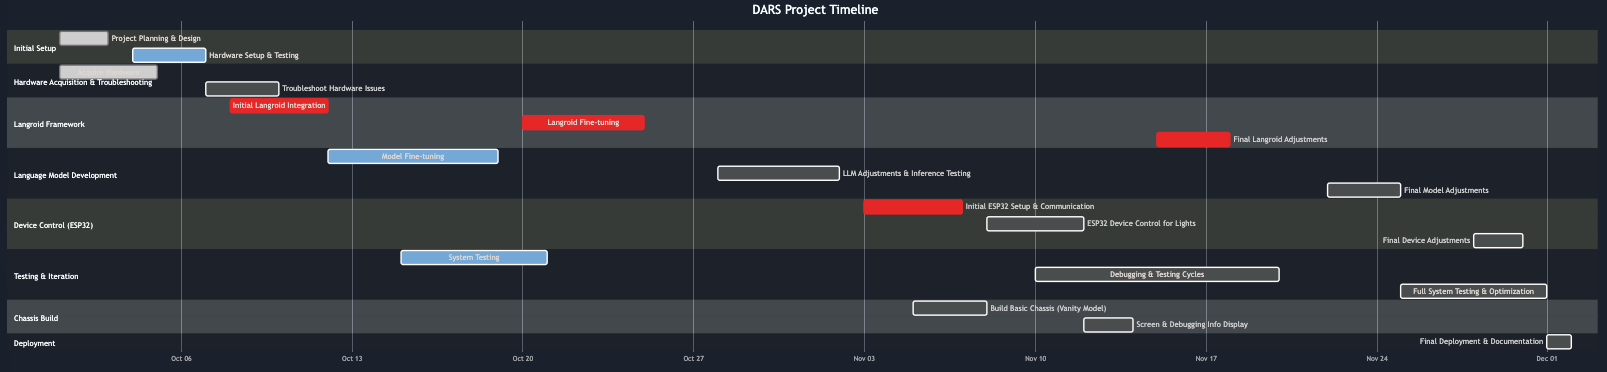 DARS Project Timeline
Initial Setup
Project Planning & Design
Hardware Setup & Testing
Hardware Acquisition & Troubleshooting
Troubleshoot Hardware Issues
Langroid Framework
Initial Langroid Integration
Langroid Fine-tuning
Final Langroid Adjustments
Language Model Development
Model Fine-tuning
LLM Adjustments & Inference Testing
Final Model Adjustments
Device Control (ESP32)
Initial ESP32 Setup & Communication
ESP32 Device Control for Lights
Final Device Adjustments
Testing & Iteration
System Testing
Debugging & Testing Cycles
Full System Testing & Optimization
Chassis Build
Build Basic Chassis (Vanity Model)
Screen & Debugging Info Display
Deployment
Final Deployment & Documentation
Oct 06
Oct 13
Oct 20
Oct 27
Nov 03
Nov 10
Nov 17
Nov 24
Dec 01